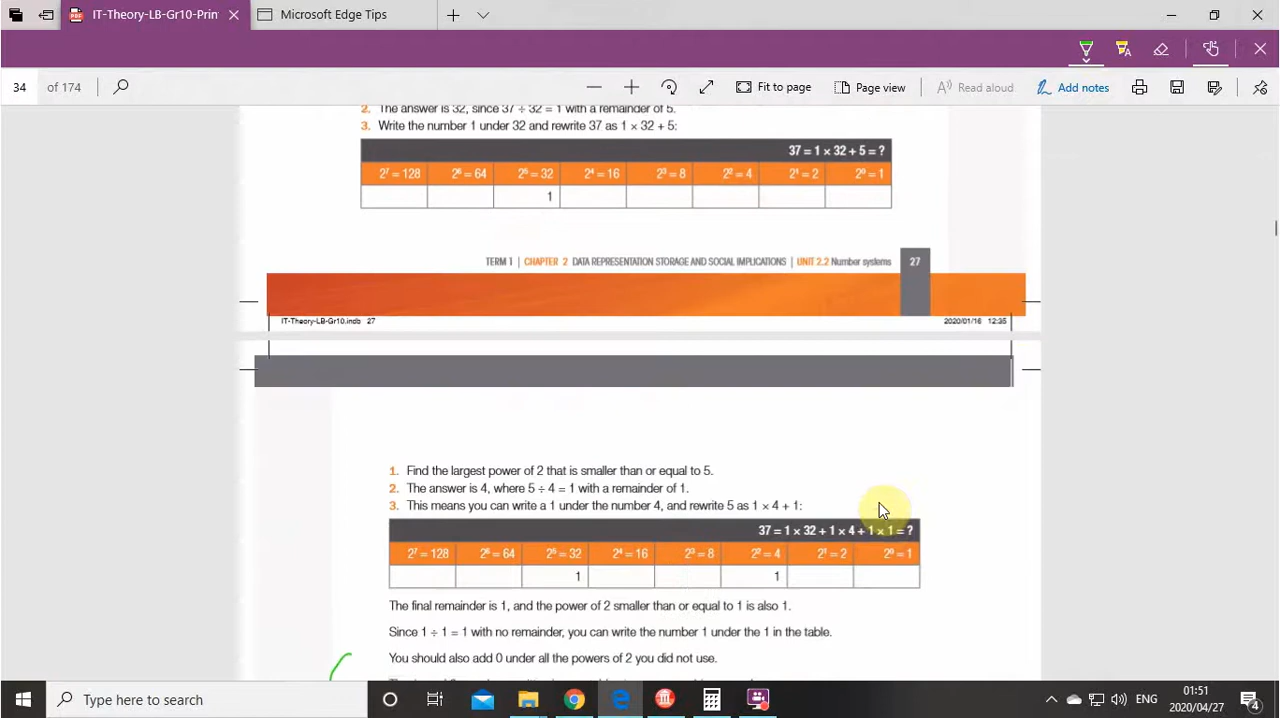 IT-Theory-LB-Gr10-Prin
Microsoft Edge Tips
34 of 174
Fit to page
Page view
Read aloud
Add notes
2. The answer is 32, since 37 ÷ 32 = 1 with a remainder of 5.
3. Write the number 1 under 32 and rewrite 37 as 1 × 32 + 5:
37 = 1 × 32 + 5 = ?
2⁷ = 128 2⁶ = 64 2⁵ = 32 2⁴ = 16 2³ = 8 2² = 4 2¹ = 2 2⁰ = 1
1
TERM 1 | CHAPTER 2 DATA REPRESENTATION STORAGE AND SOCIAL IMPLICATIONS | UNIT 2.2 Number systems 27
IT-Theory-LB-Gr10.indb 27 2020/01/16 12:35
1. Find the largest power of 2 that is smaller than or equal to 5.
2. The answer is 4, where 5 ÷ 4 = 1 with a remainder of 1.
3. This means you can write a 1 under the number 4, and rewrite 5 as 1 × 4 + 1:
37 = 1 × 32 + 1 × 4 + 1 × 1 = ?
2⁷ = 128 2⁶ = 64 2⁵ = 32 2⁴ = 16 2³ = 8 2² = 4 2¹ = 2 2⁰ = 1
1 1
The final remainder is 1, and the power of 2 smaller than or equal to 1 is also 1.
Since 1 ÷ 1 = 1 with no remainder, you can write the number 1 under the 1 in the table.
You should also add 0 under all the powers of 2 you did not use.
Type here to search
ENG
01:51
2020/04/27
4